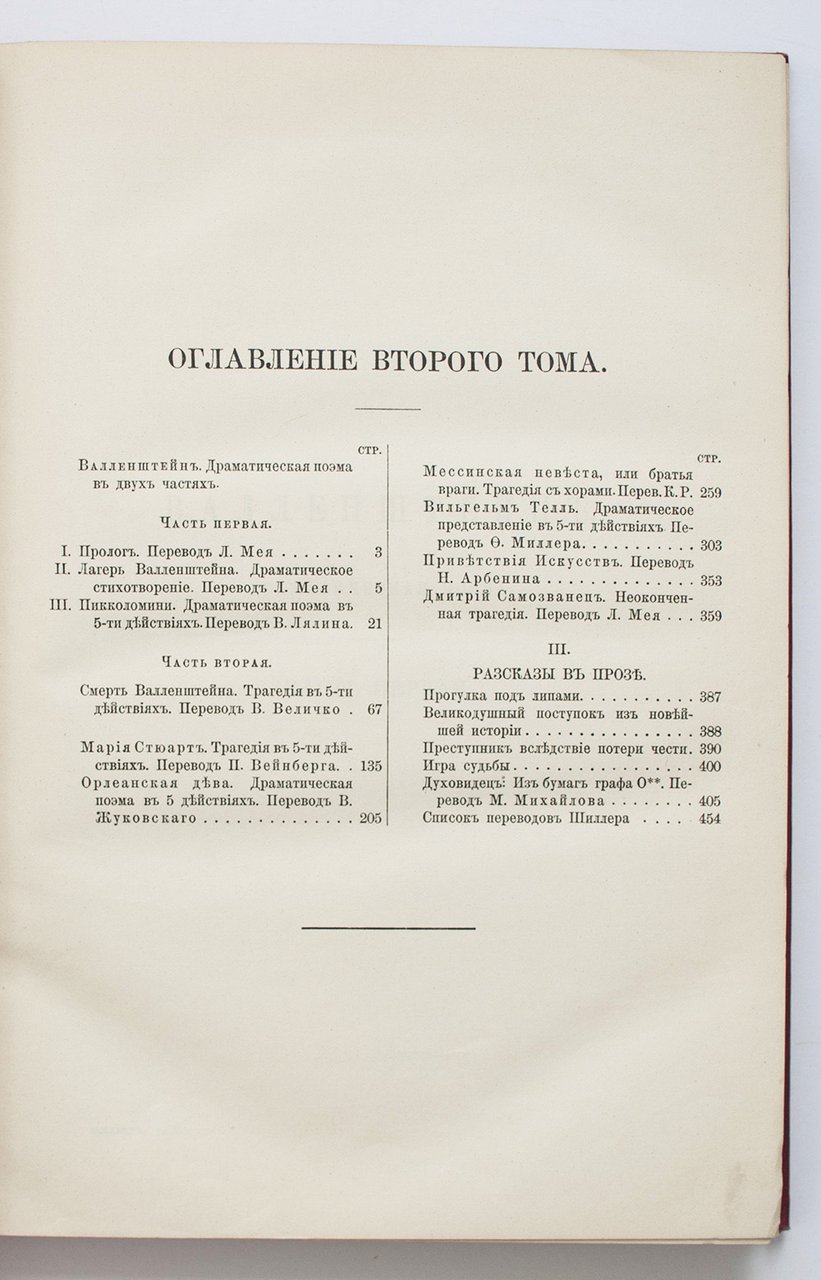 ОГЛАВЛЕНІЕ ВТОРОГО ТОМА.
СТР.
Валленштейнъ. Драматическая поэма
въ двухъ частяхъ.
Часть первая.
I. Прологъ. Переводъ Л. Мея . . . . . . . 3
II. Лагерь Валленштейна. Драматическое
стихотвореніе. Переводъ Л. Мея . . 5
III. Пикколомини. Драматическая поэма въ
5-ти дѣйствіяхъ. Переводъ В. Лялина. 21
Часть вторая.
Смерть Валленштейна. Трагедія въ 5-ти
дѣйствіяхъ. Переводъ В. Величко . 67
Марія Стюартъ. Трагедія въ 5-ти дѣй-
ствіяхъ. Переводъ П. Вейнберга. . 135
Орлеанская дѣва. Драматическая
поэма въ 5 дѣйствіяхъ. Переводъ В.
Жуковскаго . . . . . . . . . . . . . . 205
СТР.
Мессинская невѣста, или братья
враги. Трагедія съ хорами. Перев. К. Р. 259
Вильгельмъ Телль. Драматическое
представленіе въ 5-ти дѣйствіяхъ. Пе-
реводъ Ѳ. Миллера. . . . . . . . . . . 303
Привѣтствія Искусствъ. Переводъ
Н. Арбенина . . . . . . . . . . . . . . 353
Дмитрій Самозванецъ. Неокончен-
ная трагедія. Переводъ Л. Мея . . . 359
III.
РАЗСКАЗЫ ВЪ ПРОЗѢ.
Прогулка подъ липами. . . . . . . . . . . 387
Великодушный поступокъ изъ новѣй-
шей исторіи . . . . . . . . . . . . . . . . 388
Преступникъ вслѣдствіе потери чести. 390
Игра судьбы . . . . . . . . . . . . . . . . . 400
Духовидецъ: Изъ бумагъ графа О**. Пе-
реводъ М. Михайлова . . . . . . . . 405
Списокъ переводовъ Шиллера . . . . 454